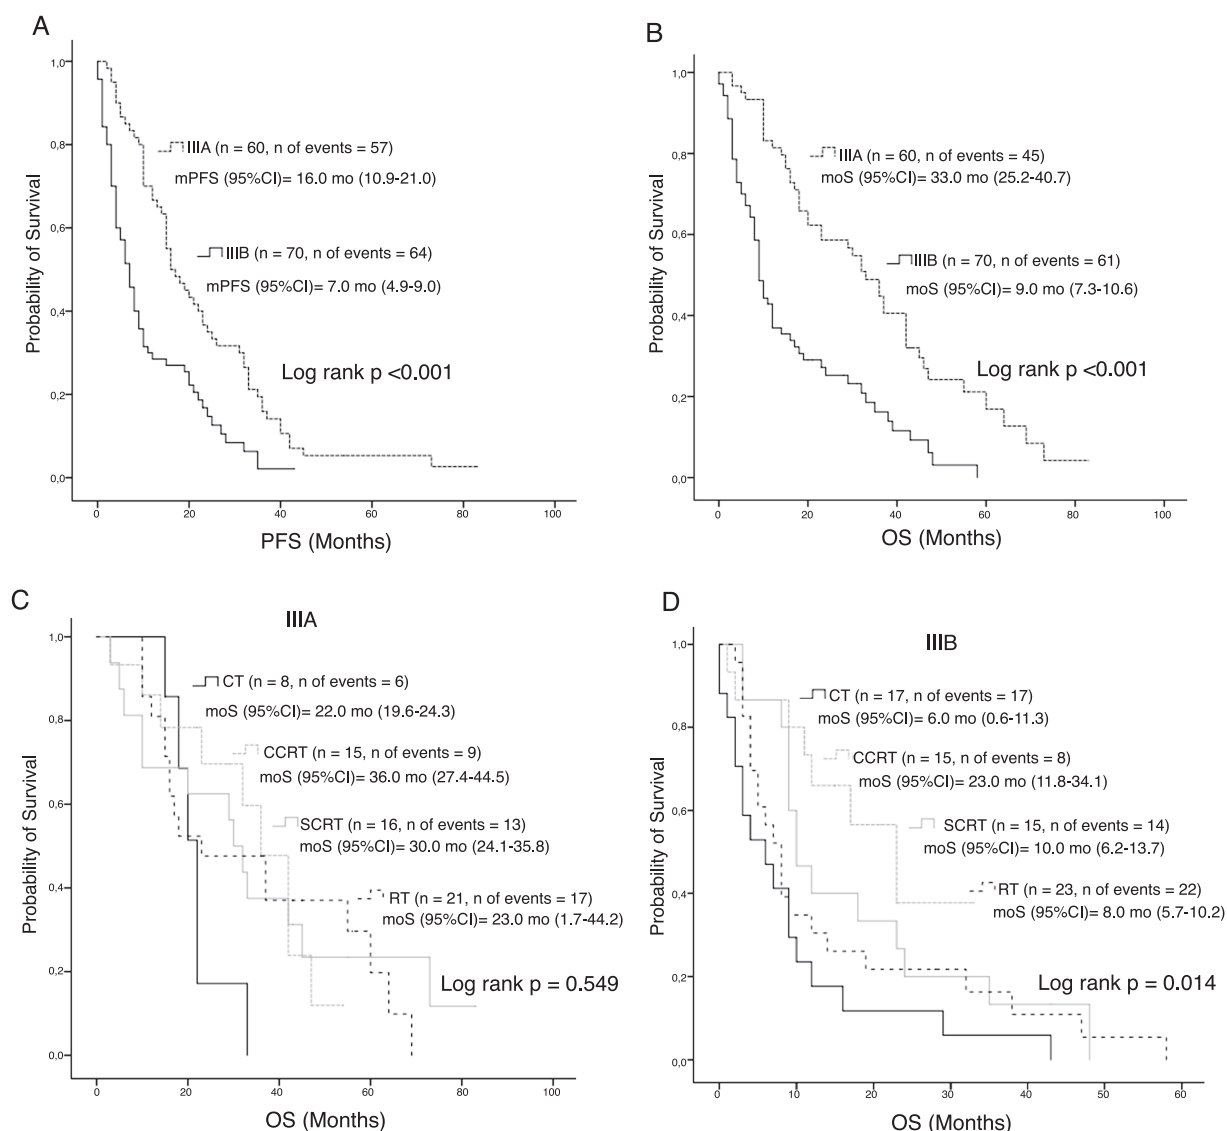 A
Probability of Survival
1,0
0,8
0,6
0,4
0,2
0,0
IIIA (n = 60, n of events = 57)
mPFS (95%CI)= 16.0 mo (10.9-21.0)
IIIB (n = 70, n of events = 64)
mPFS (95%CI)= 7.0 mo (4.9-9.0)
Log rank p <0.001
0 20 40 60 80 100
PFS (Months)
B
Probability of Survival
1,0
0,8
0,6
0,4
0,2
0,0
IIIA (n = 60, n of events = 45)
moS (95%CI)= 33.0 mo (25.2-40.7)
IIIB (n = 70, n of events = 61)
moS (95%CI)= 9.0 mo (7.3-10.6)
Log rank p <0.001
0 20 40 60 80 100
OS (Months)
C
IIIA
Probability of Survival
1,0
0,8
0,6
0,4
0,2
0,0
CT (n = 8, n of events = 6)
moS (95%CI)= 22.0 mo (19.6-24.3)
CCRT (n = 15, n of events = 9)
moS (95%CI)= 36.0 mo (27.4-44.5)
SCRT (n = 16, n of events = 13)
moS (95%CI)= 30.0 mo (24.1-35.8)
RT (n = 21, n of events = 17)
moS (95%CI)= 23.0 mo (1.7-44.2)
Log rank p = 0.549
0 20 40 60 80 100
OS (Months)
D
IIIB
Probability of Survival
1,0
0,8
0,6
0,4
0,2
0,0
CT (n = 17, n of events = 17)
moS (95%CI)= 6.0 mo (0.6-11.3)
CCRT (n = 15, n of events = 8)
moS (95%CI)= 23.0 mo (11.8-34.1)
SCRT (n = 15, n of events = 14)
moS (95%CI)= 10.0 mo (6.2-13.7)
RT (n = 23, n of events = 22)
moS (95%CI)= 8.0 mo (5.7-10.2)
Log rank p = 0.014
0 10 20 30 40 50 60
OS (Months)